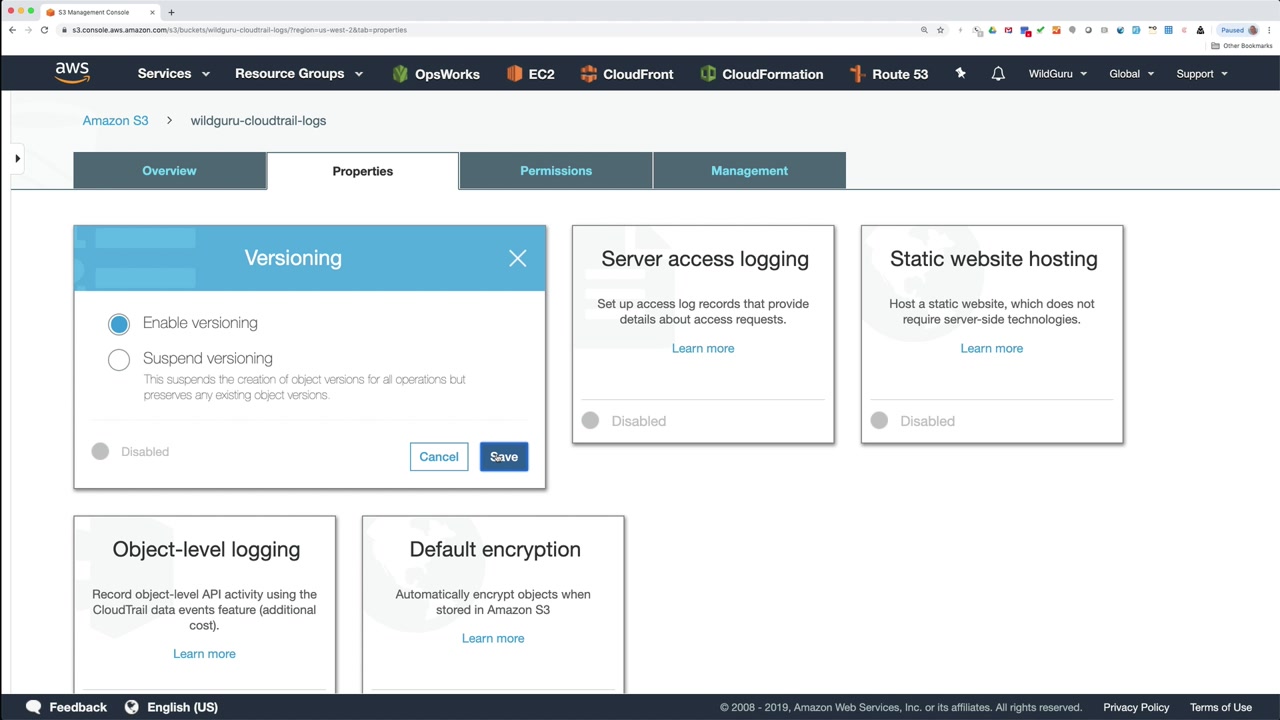 S3 Management Console
s3.console.aws.amazon.com/s3/buckets/wildguru-cloudtrail-logs/?region=us-west-2&tab=properties
Paused
Other Bookmarks
aws
Services
Resource Groups
OpsWorks
EC2
CloudFront
CloudFormation
Route 53
WildGuru
Global
Support
Amazon S3
wildguru-cloudtrail-logs
Overview
Properties
Permissions
Management
Versioning
Enable versioning
Suspend versioning
This suspends the creation of object versions for all operations but
preserves any existing object versions.
Disabled
Cancel
Save
Server access logging
Set up access log records that provide
details about access requests.
Learn more
Disabled
Static website hosting
Host a static website, which does not
require server-side technologies.
Learn more
Disabled
Object-level logging
Record object-level API activity using the
CloudTrail data events feature (additional
cost).
Learn more
Default encryption
Automatically encrypt objects when
stored in Amazon S3
Learn more
Feedback
English (US)
© 2008 - 2019, Amazon Web Services, Inc. or its affiliates. All rights reserved.
Privacy Policy
Terms of Use